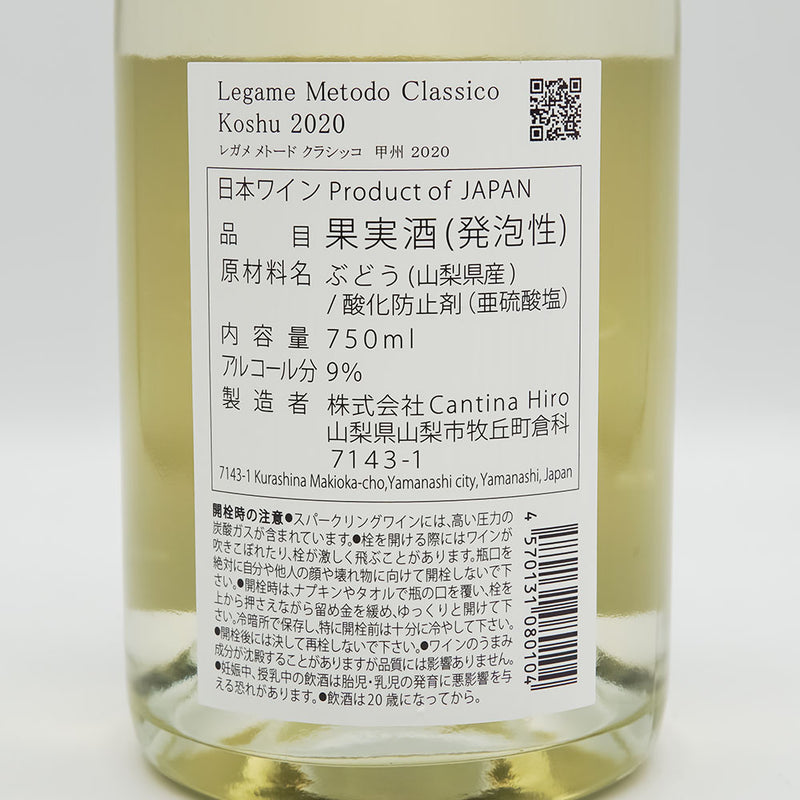 Legame Metodo Classico
Koshu 2020
レガメ メトード クラシッコ 甲州 2020
日本ワイン Product of JAPAN
品目 果実酒(発泡性)
原材料名 ぶどう(山梨県産)
/酸化防止剤(亜硫酸塩)
内容量 750ml
アルコール分 9%
製造者 株式会社Cantina Hiro
山梨県山梨市牧丘町倉科
7143-1
7143-1 Kurashina Makioka-cho,Yamanashi city, Yamanashi, Japan
開栓時の注意●スパークリングワインには、高い圧力の
炭酸ガスが含まれています。●栓を開ける際にはワインが
吹きこぼれたり、栓が激しく飛ぶことがあります。瓶口を
絶対に自分や他人の顔や壊れ物に向けて開栓しないで下
さい。●開栓時は、ナプキンやタオルで瓶の口を覆い、栓を
上から押さえながら留め金を緩め、ゆっくりと開けて下
さい。冷暗所で保存し、特に開栓前は十分に冷やして下さい。
●開栓後には決して再栓しないで下さい。●ワインのうまみ
成分が沈殿することがありますが品質には影響ありません。
●妊娠中、授乳中の飲酒は胎児・乳児の発育に悪影響を与
える恐れがあります。●飲酒は20歳になってから。
4 570131 080104